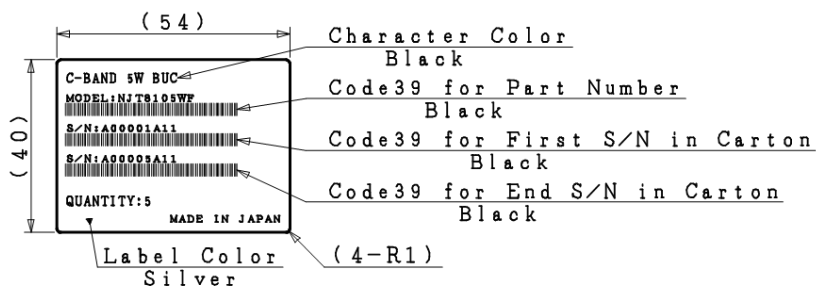 (54)
Character Color
Black
C-BAND 5W BUC
MODEL:NJT8105WF
Code39 for Part Number
Black
(40)
S/N:A00001A11
Code39 for First S/N in Carton
Black
S/N:A00005A11
Code39 for End S/N in Carton
Black
QUANTITY:5
MADE IN JAPAN
Label Color
Silver
(4-R1)